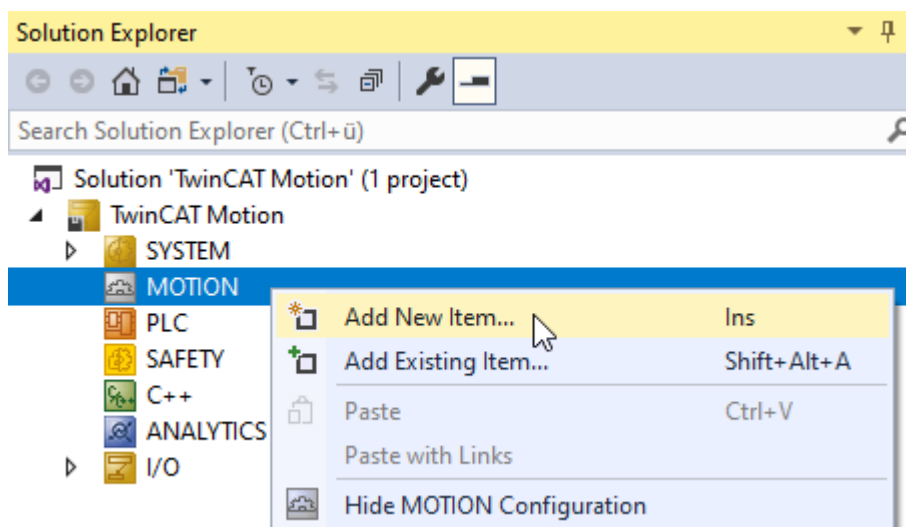 Solution Explorer
Search Solution Explorer (Ctrl+ü)
Solution 'TwinCAT Motion' (1 project)
TwinCAT Motion
SYSTEM
MOTION
Add New Item... Ins
PLC
Add Existing Item... Shift+Alt+A
SAFETY
C++
Paste Ctrl+V
ANALYTICS
Paste with Links
I/O
Hide MOTION Configuration